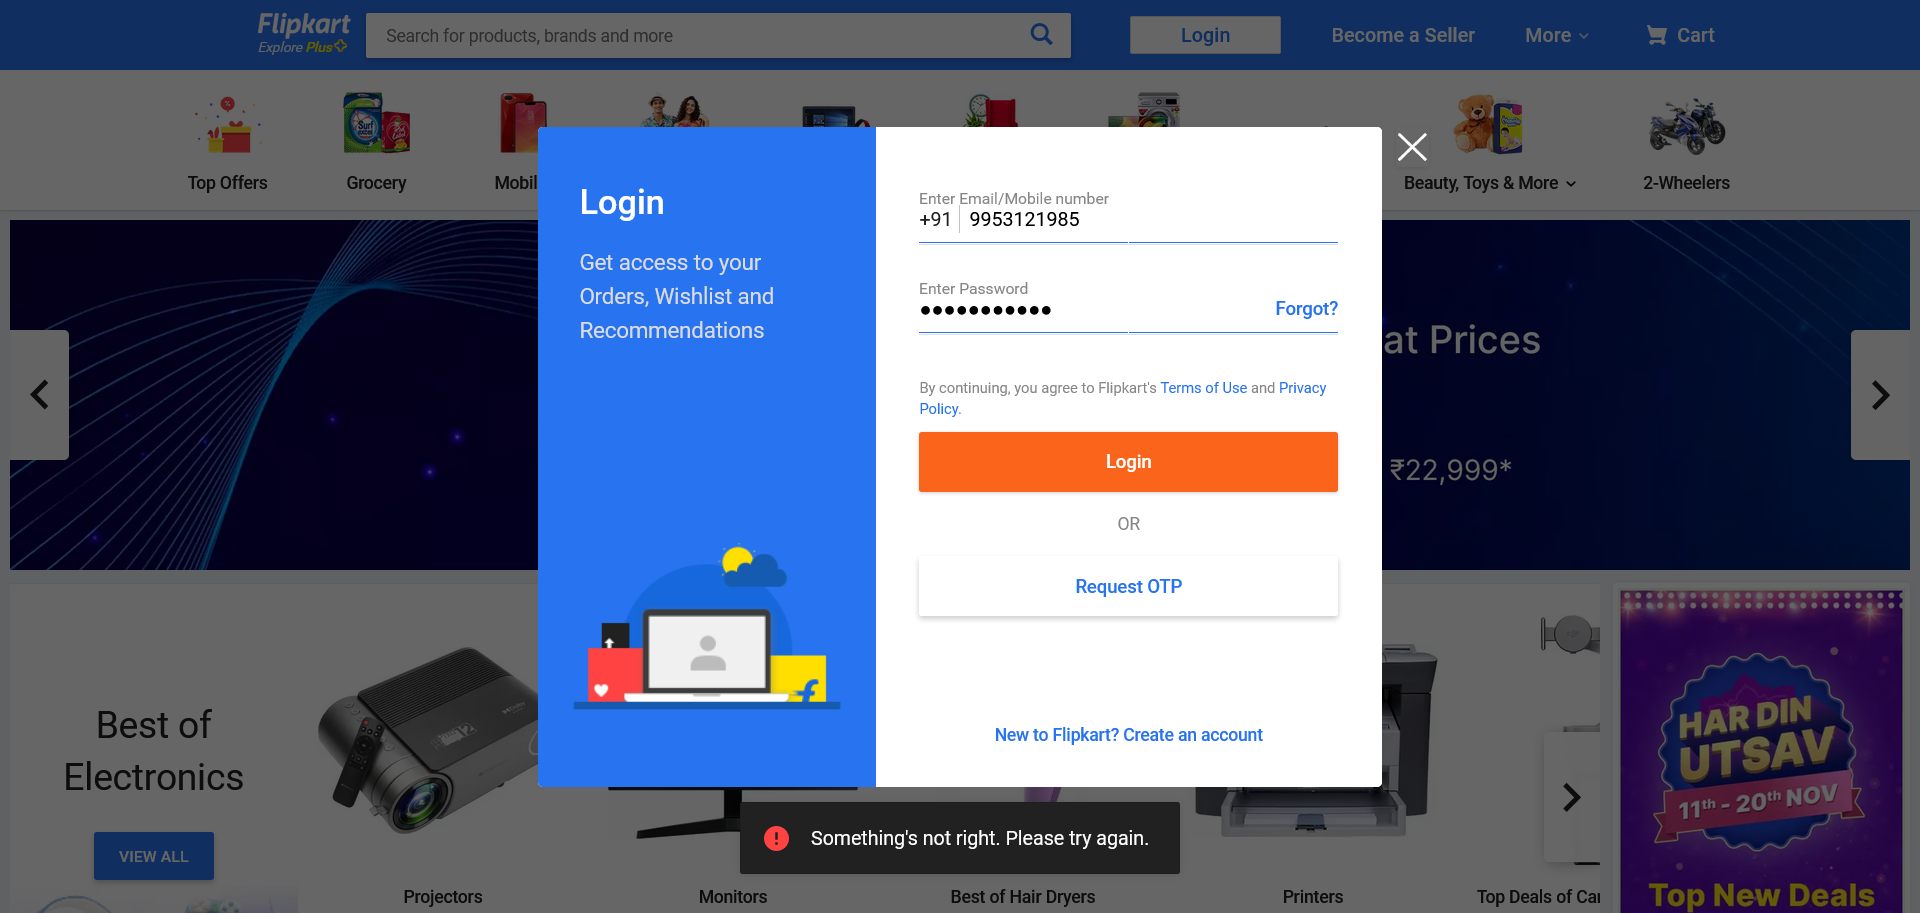 Flipkart
Explore Plus
Search for products, brands and more
Login
Become a Seller
More
Cart
Top Offers
Grocery
Mobil
Beauty, Toys & More
2-Wheelers
Login
Get access to your
Orders, Wishlist and
Recommendations
Enter Email/Mobile number
+91 9953121985
Enter Password
Forgot?
By continuing, you agree to Flipkart's Terms of Use and Privacy
Policy.
Login
OR
Request OTP
New to Flipkart? Create an account
at Prices
₹22,999*
Best of
Electronics
VIEW ALL
Something's not right. Please try again.
HAR DIN
UTSAV
11th - 20th NOV
Top New Deals
Projectors
Monitors
Best of Hair Dryers
Printers
Top Deals of Ca